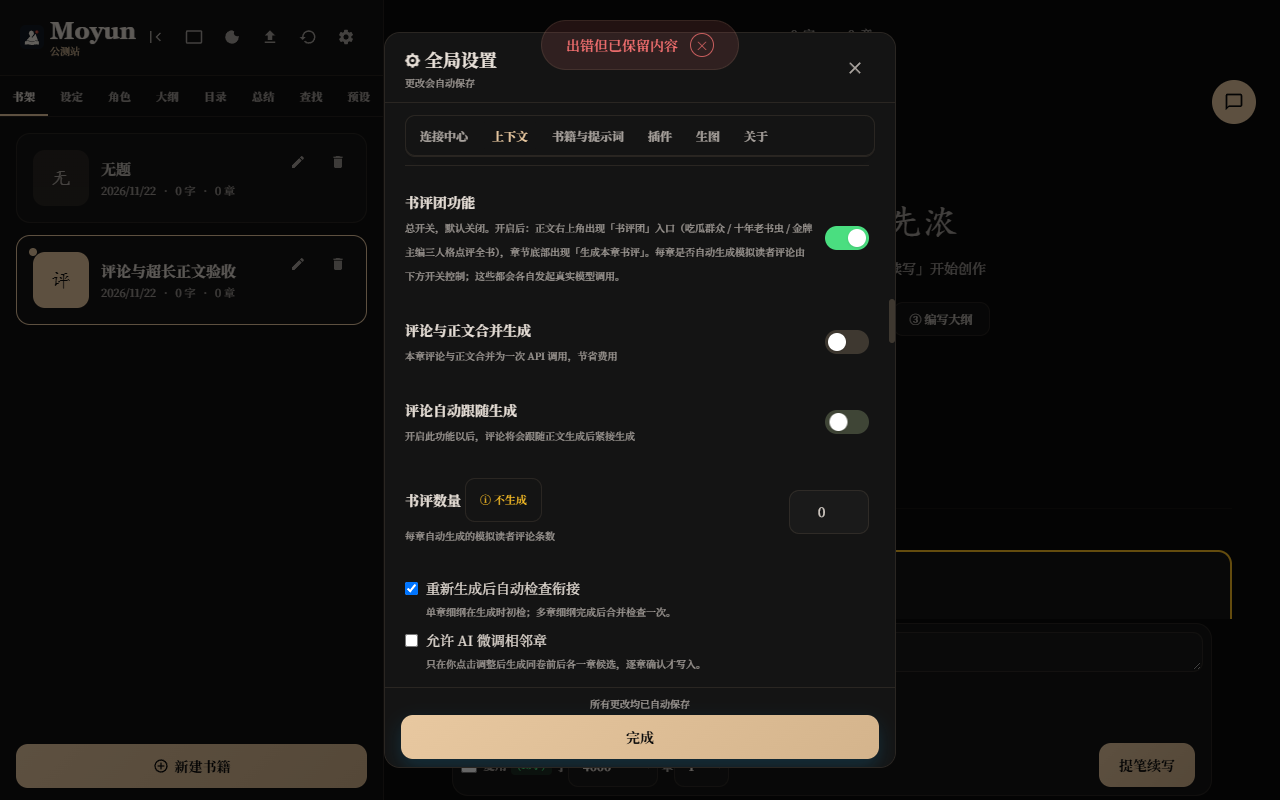 Moyun
公测站
书架 设定 角色 大纲 目录 总结 查找 预设
无
无题
2026/11/22 · 0 字 · 0 章
评
评论与超长正文验收
2026/11/22 · 0 字 · 0 章
新建书籍
出错但已保留内容
全局设置
更改会自动保存
连接中心 上下文 书籍与提示词 插件 生图 关于
书评团功能
总开关，默认关闭。开启后：正文右上角出现「书评团」入口（吃瓜群众 / 十年老书虫 / 金牌
主编三人格点评全书），章节底部出现「生成本章书评」。每章是否自动生成模拟读者评论由
下方开关控制；这些都会各自发起真实模型调用。
评论与正文合并生成
本章评论与正文合并为一次 API 调用，节省费用
评论自动跟随生成
开启此功能以后，评论将会跟随正文生成后紧接生成
书评数量 ⓘ 不生成
0
每章自动生成的模拟读者评论条数
重新生成后自动检查衔接
单章细纲在生成时初检；多章细纲完成后合并检查一次。
允许 AI 微调相邻章
只在你点击调整后生成同卷前后各一章候选，逐章确认才写入。
所有更改均已自动保存
完成
先浓
续写」开始创作
③ 编写大纲
提笔续写